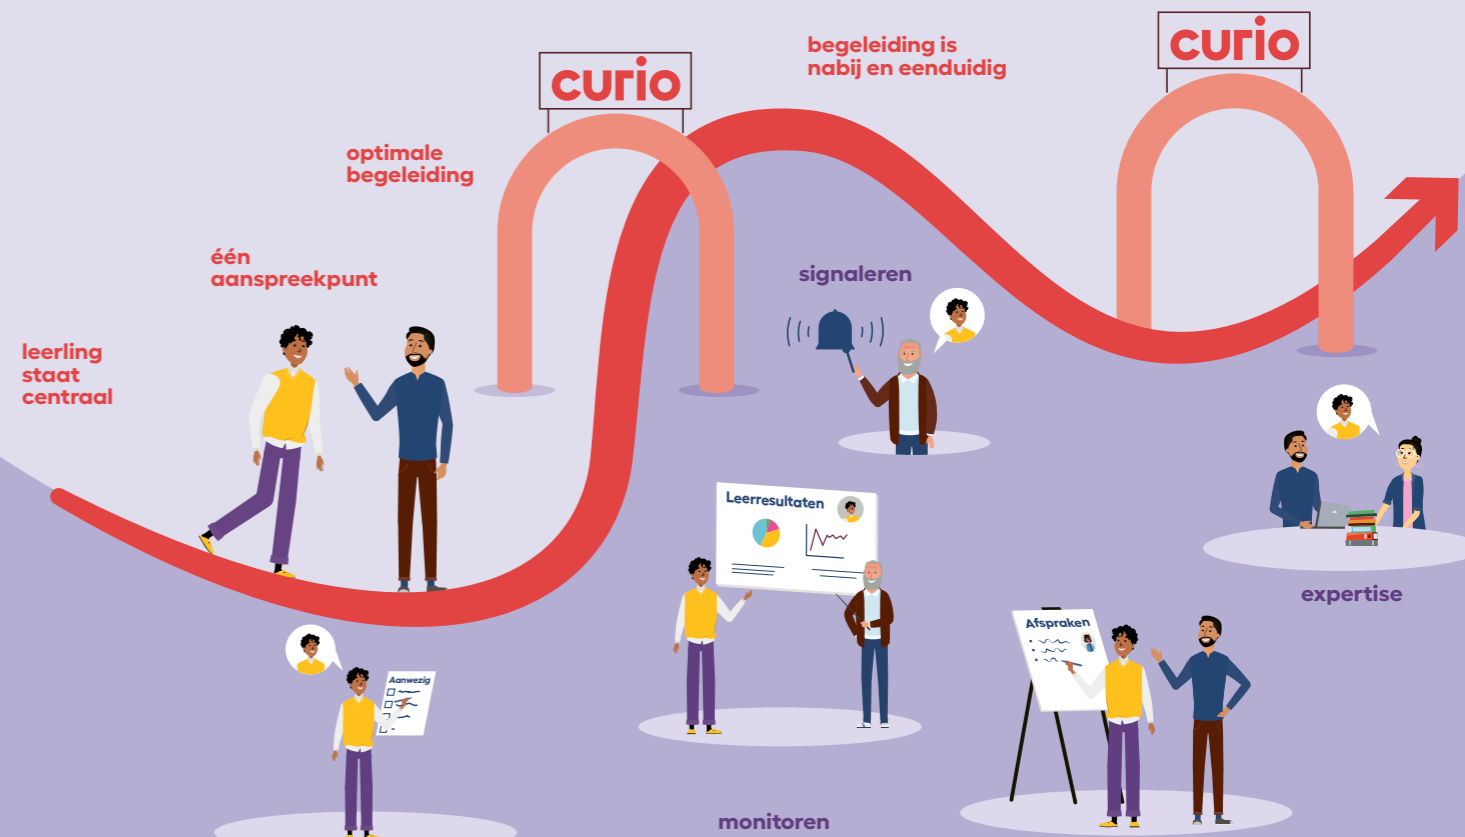 curio
curio
begeleiding is
nabij en eenduidig
optimale
begeleiding
één
aanspreekpunt
signaleren
leerling
staat
centraal
Leerresultaten
expertise
Afspraken
Aanwezig
monitoren